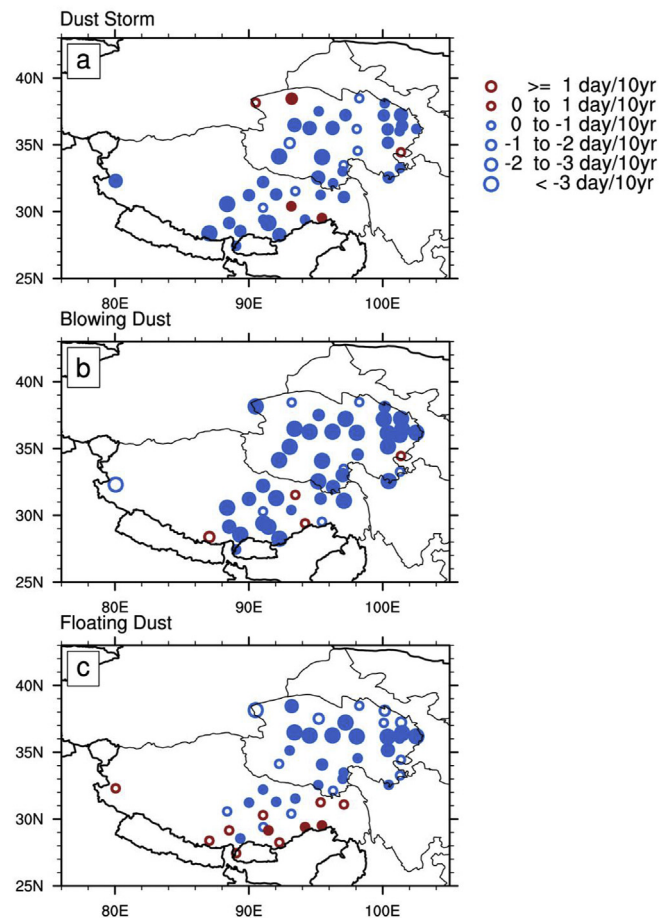 Dust Storm
a
40N
35N
30N
25N
80E 90E 100E
>= 1 day/10yr
0 to 1 day/10yr
0 to -1 day/10yr
-1 to -2 day/10yr
-2 to -3 day/10yr
< -3 day/10yr
Blowing Dust
b
40N
35N
30N
25N
80E 90E 100E
Floating Dust
c
40N
35N
30N
25N
80E 90E 100E